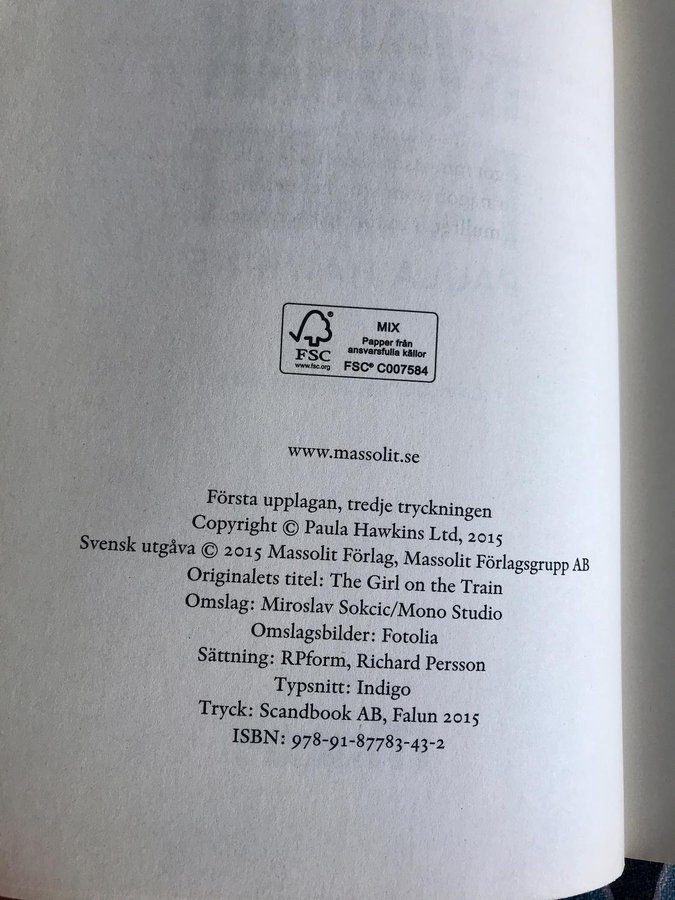 FSC
www.fsc.org
MIX
Papper från
ansvarsfulla källor
FSC® C007584
www.massolit.se
Första upplagan, tredje tryckningen
Copyright © Paula Hawkins Ltd, 2015
Svensk utgåva © 2015 Massolit Förlag, Massolit Förlagsgrupp AB
Originalets titel: The Girl on the Train
Omslag: Miroslav Sokcic/Mono Studio
Omslagsbilder: Fotolia
Sättning: RPform, Richard Persson
Typsnitt: Indigo
Tryck: Scandbook AB, Falun 2015
ISBN: 978-91-87783-43-2